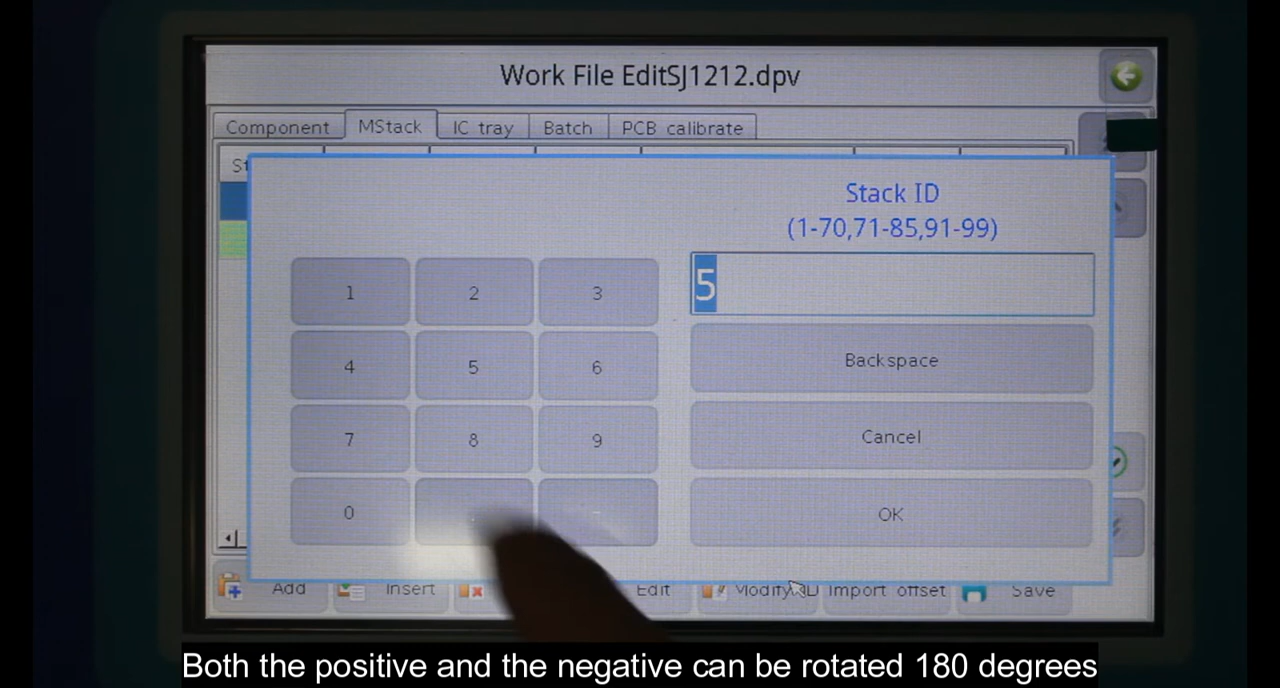 Work File EditSJ1212.dpv
Component MStack IC tray Batch PCB calibrate
St
Stack ID
(1-70,71-85,91-99)
5
1 2 3
Backspace
4 5 6
Cancel
7 8 9
0 -
OK
Add Insert Edit Import offset Save
Both the positive and the negative can be rotated 180 degrees